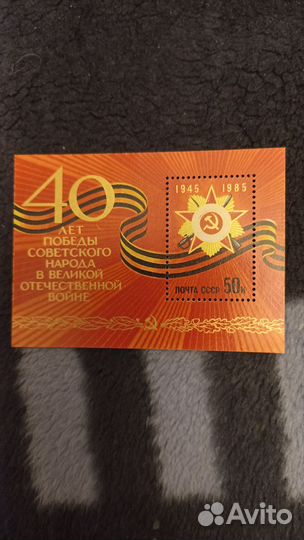 40
ЛЕТ
ПОБЕДЫ
СОВЕТСКОГО
НАРОДА
В ВЕЛИКОЙ
ОТЕЧЕСТВЕННОЙ
ВОЙНЕ
1945 1985
ПОЧТА СССР 50к
Avito